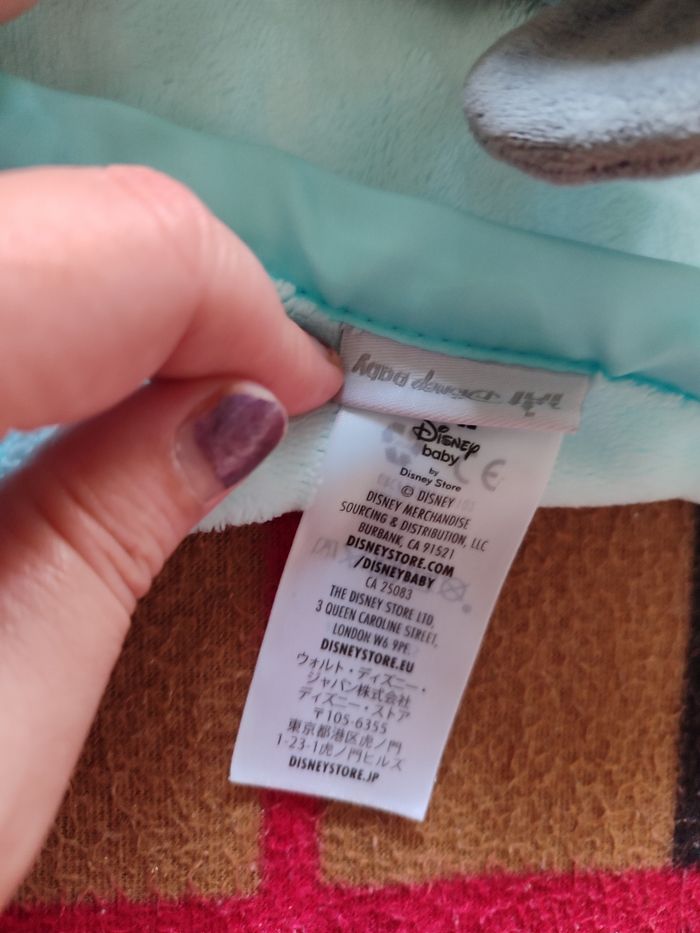 Disney baby
Disney
baby
by
Disney Store
© DISNEY
DISNEY MERCHANDISE
SOURCING & DISTRIBUTION, LLC
BURBANK, CA 91521
DISNEYSTORE.COM
/DISNEYBABY
CA 25083
THE DISNEY STORE LTD,
3 QUEEN CAROLINE STREET,
LONDON W6 9PE.
DISNEYSTORE.EU
ウォルト・ディズニー・
ジャパン株式会社
ディズニー・ストア
〒105-6355
東京都港区虎ノ門
1-23-1虎ノ門ヒルズ
DISNEYSTORE.JP